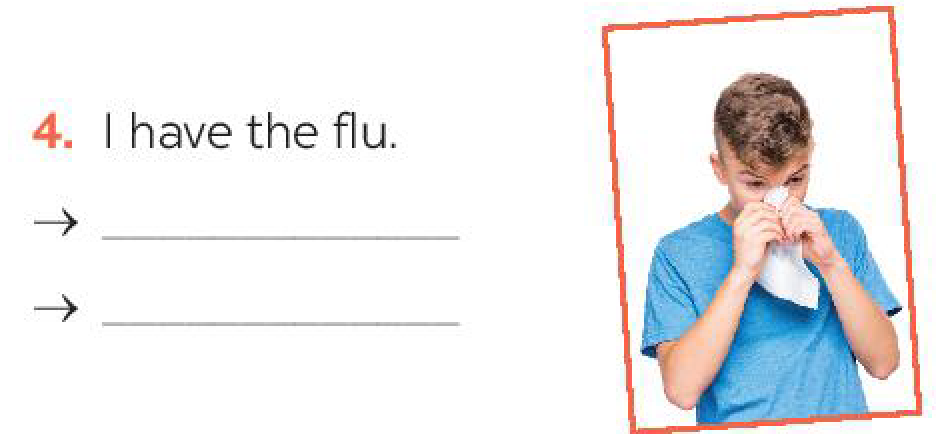 4. I have the flu.
→
→